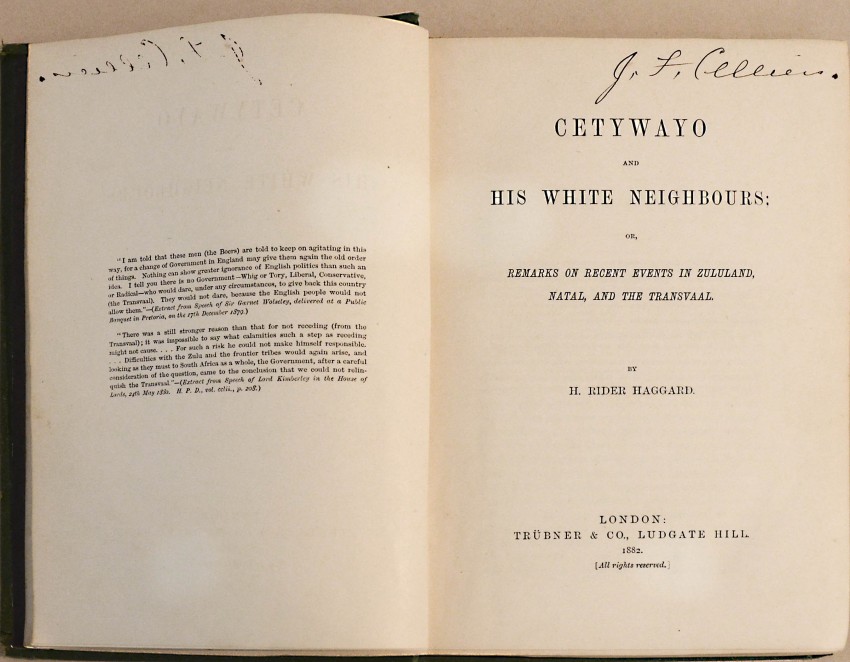 "I am told that these men (the Boers) are told to keep on agitating in this
way, for a change of Government in England may give them again the old order
of things. Nothing can show greater ignorance of English politics than such an
idea. I tell you there is no Government—Whig or Tory, Liberal, Conservative,
or Radical—who would dare, under any circumstances, to give back this country
(the Transvaal). They would not dare, because the English people would not
allow them."—(Extract from Speech of Sir Garnet Wolseley, delivered at a Public
Banquet in Pretoria, on the 17th December 1879.)
"There was a still stronger reason than that for not receding (from the
Transvaal); it was impossible to say what calamities such a step as receding
might not cause. . . . For such a risk he could not make himself responsible.
. . . Difficulties with the Zulu and the frontier tribes would again arise, and
looking as they must to South Africa as a whole, the Government, after a careful
consideration of the question, came to the conclusion that we could not relin-
quish the Transvaal."—(Extract from Speech of Lord Kimberley in the House of
Lords, 24th May 1880. H. P. D., vol. cclii., p. 208.)
J. F. Celliers.
CETYWAYO
AND
HIS WHITE NEIGHBOURS;
OR,
REMARKS ON RECENT EVENTS IN ZULULAND,
NATAL, AND THE TRANSVAAL.
BY
H. RIDER HAGGARD.
LONDON:
TRÜBNER & CO., LUDGATE HILL.
1882.
[All rights reserved.]